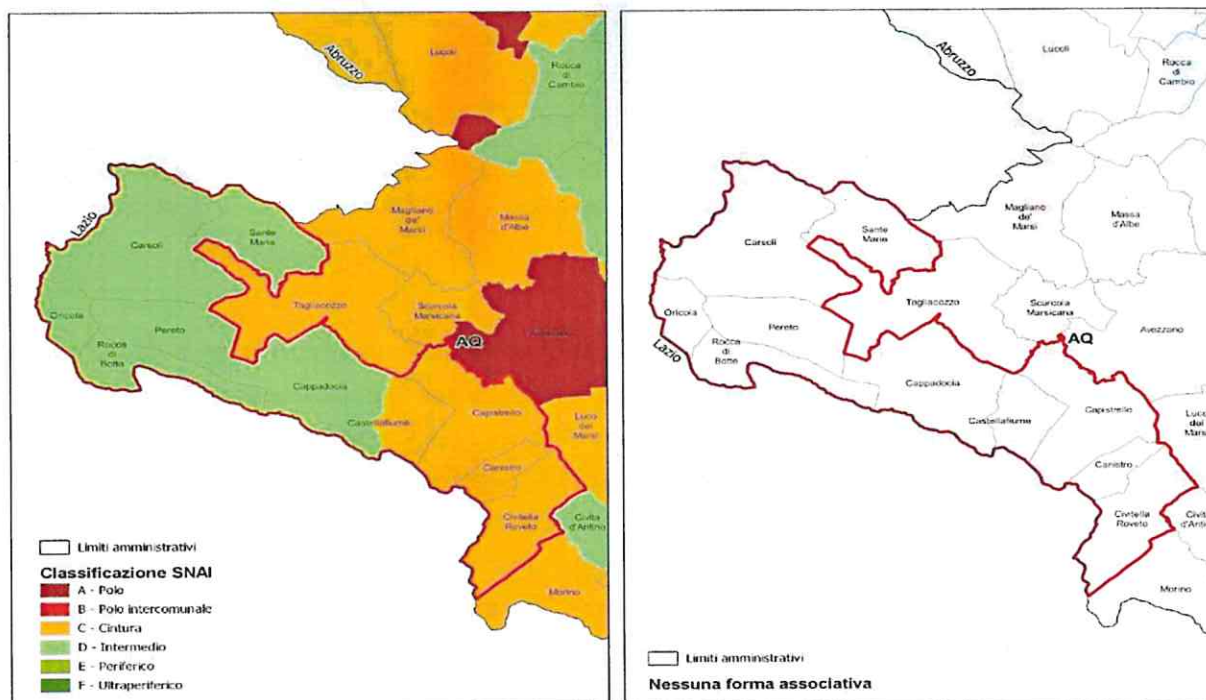 Abruzzo
Lucoli
Rocca
di
Cambio
Lazio
Carsoli
Sante
Marie
Magliano
de'
Marsi
Massa
d'Albe
Oricola
Rocca
di
Botte
Pereto
Tagliacozzo
Scurcola
Marsicana
AQ
Cappadocia
Castellafiume
Capistrello
Luco
dei
Marsi
Canistro
Civitella
Roveto
Civita
d'Antino
Morino
Limiti amministrativi
Classificazione SNAI
A - Polo
B - Polo intercomunale
C - Cintura
D - Intermedio
E - Periferico
F - Ultraperiferico
Abruzzo
Lucoli
Rocca
di
Cambio
Magliano
de'
Marsi
Massa
d'Albe
Carsoli
Sante
Marie
Oricola
Lazio
Rocca
di
Botte
Pereto
Tagliacozzo
Scurcola
Marsicana
Avezzano
AQ
Cappadocia
Castellafiume
Capistrello
Luco
dei
Marsi
Canistro
Civitella
Roveto
Civita
d'Antino
Morino
Limiti amministrativi
Nessuna forma associativa